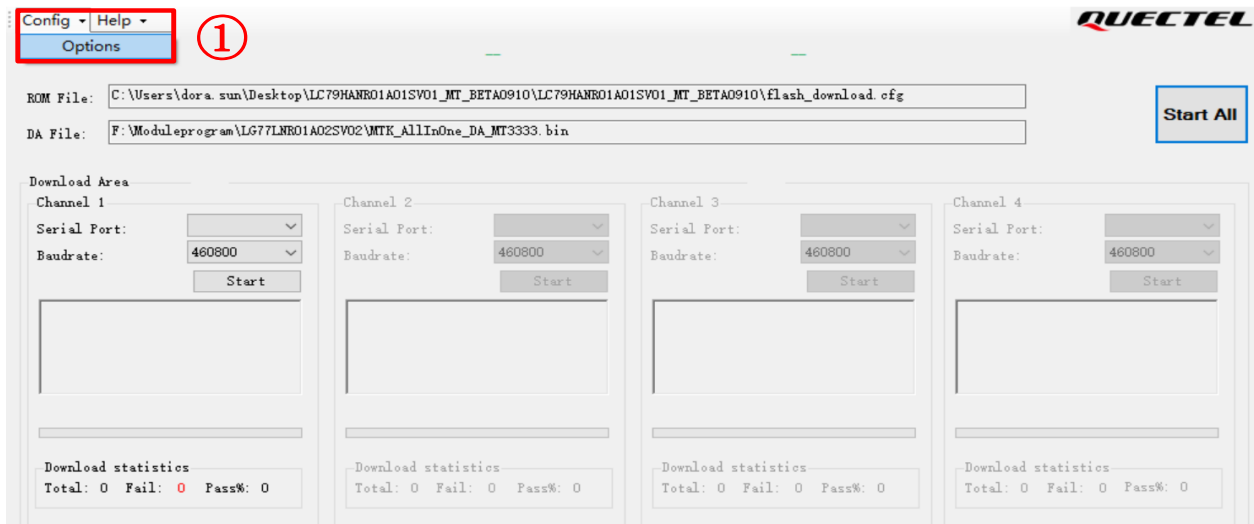 Config Help
QUECTEL
Options
①
ROM File: C:\Users\dora.sun\Desktop\LC79HANR01A01SV01_MT_BETA0910\LC79HANR01A01SV01_MT_BETA0910\flash_download.cfg
Start All
DA File: F:\Moduleprogram\LG77LNR01A02SV02\MTK_AllInOne_DA_MT3333.bin
Download Area
Channel 1 Channel 2 Channel 3 Channel 4
Serial Port: Serial Port: Serial Port: Serial Port:
Baudrate: 460800 Baudrate: 460800 Baudrate: 460800 Baudrate: 460800
Start Start Start Start
Download statistics Download statistics Download statistics Download statistics
Total: 0 Fail: 0 Pass%: 0 Total: 0 Fail: 0 Pass%: 0 Total: 0 Fail: 0 Pass%: 0 Total: 0 Fail: 0 Pass%: 0